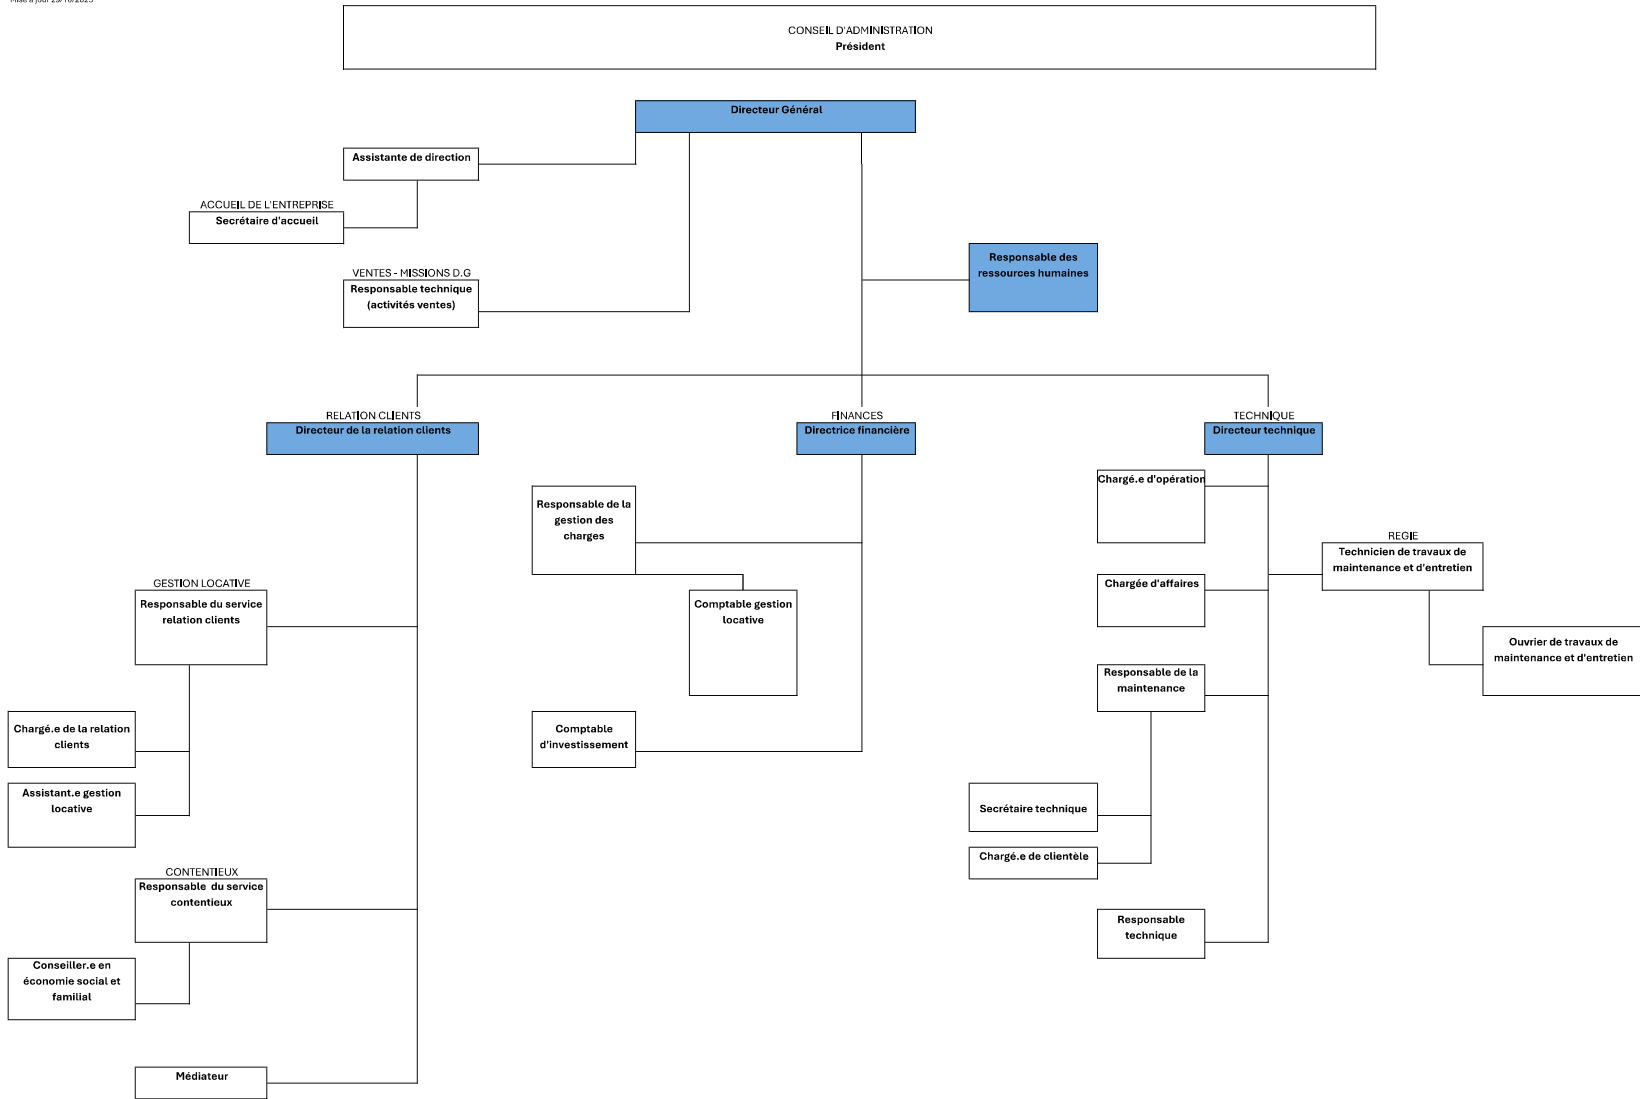 CONSEIL D'ADMINISTRATION
Président
Directeur Général
Assistante de direction
ACCUEIL DE L'ENTREPRISE
Secrétaire d'accueil
Responsable des
ressources humaines
VENTES - MISSIONS D.G
Responsable technique
(activités ventes)
RELATION CLIENTS
Directeur de la relation clients
FINANCES
Directrice financière
TECHNIQUE
Directeur technique
Chargé.e d'opération
Responsable de la
gestion des
charges
REGIE
Technicien de travaux de
maintenance et d'entretien
GESTION LOCATIVE
Responsable du service
relation clients
Comptable gestion
locative
Chargée d'affaires
Ouvrier de travaux de
maintenance et d'entretien
Responsable de la
maintenance
Chargé.e de la relation
clients
Comptable
d'investissement
Assistant.e gestion
locative
Secrétaire technique
Chargé.e de clientèle
CONTENTIEUX
Responsable du service
contentieux
Responsable
technique
Conseiller.e en
économie social et
familial
Médiateur